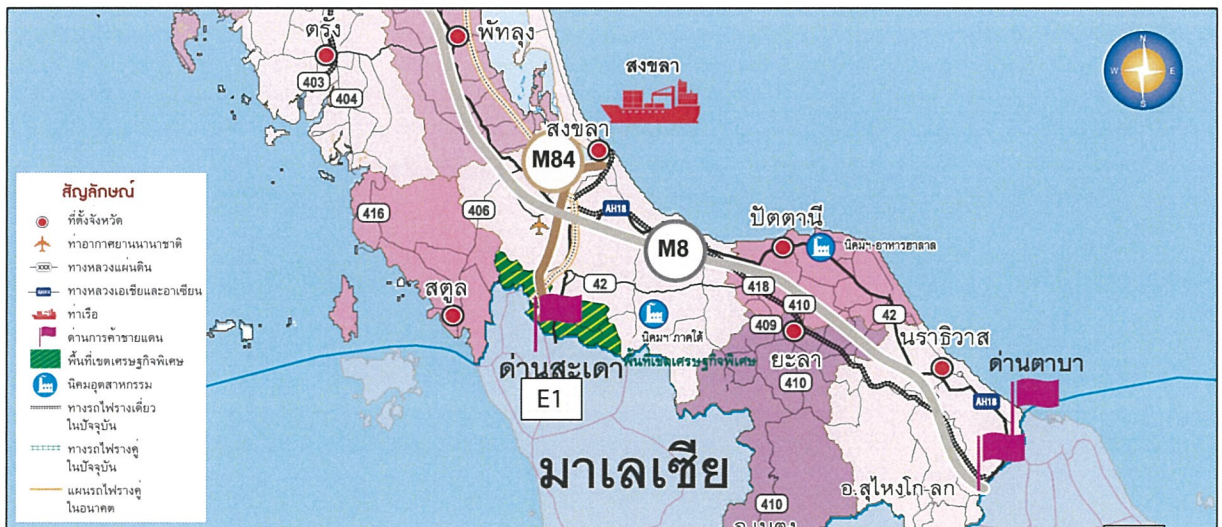 ตรัง
พัทลุง
403
404
สงขลา
สงขลา
M84
N
W E
S
สัญลักษณ์
ที่ตั้งจังหวัด
ท่าอากาศยานนานาชาติ
XXX ทางหลวงแผ่นดิน
ทางหลวงเอเชียและอาเซียน
ท่าเรือ
ด่านการค้าชายแดน
พื้นที่เขตเศรษฐกิจพิเศษ
นิคมอุตสาหกรรม
ทางรถไฟรางเดี่ยว
ในปัจจุบัน
ทางรถไฟรางคู่
ในปัจจุบัน
แผนรถไฟรางคู่
ในอนาคต
416
406
AH18
M8
ปัตตานี
นิคมฯ อาหารฮาลาล
42
418
410
42
สตูล
นิคมฯ ภาคใต้
409
ยะลา
นราธิวาส
ด่านสะเดา
พื้นที่เขตเศรษฐกิจพิเศษ
410
ด่านตาบา
AH18
E1
มาเลเซีย
อ.สุไหงโก-ลก
410
อ.เบตง